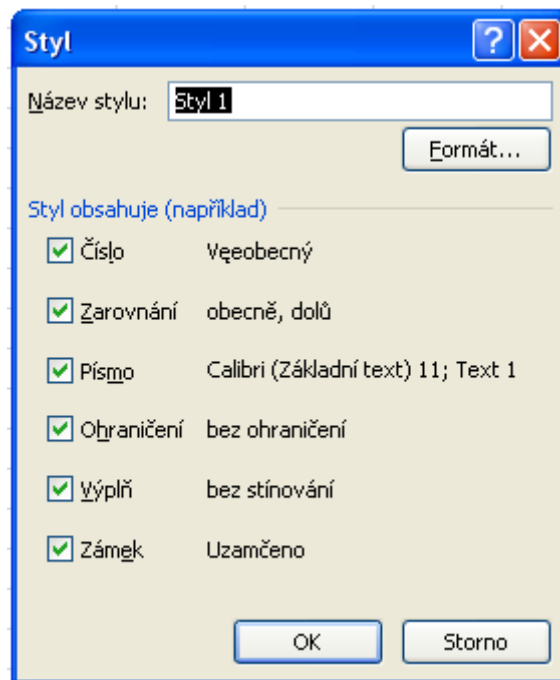 Styl
Název stylu: Styl 1
Formát...
Styl obsahuje (například)
Číslo Vęeobecný
Zarovnání obecně, dolů
Písmo Calibri (Základní text) 11; Text 1
Ohraničení bez ohraničení
Výplň bez stínování
Zámek Uzamčeno
OK Storno